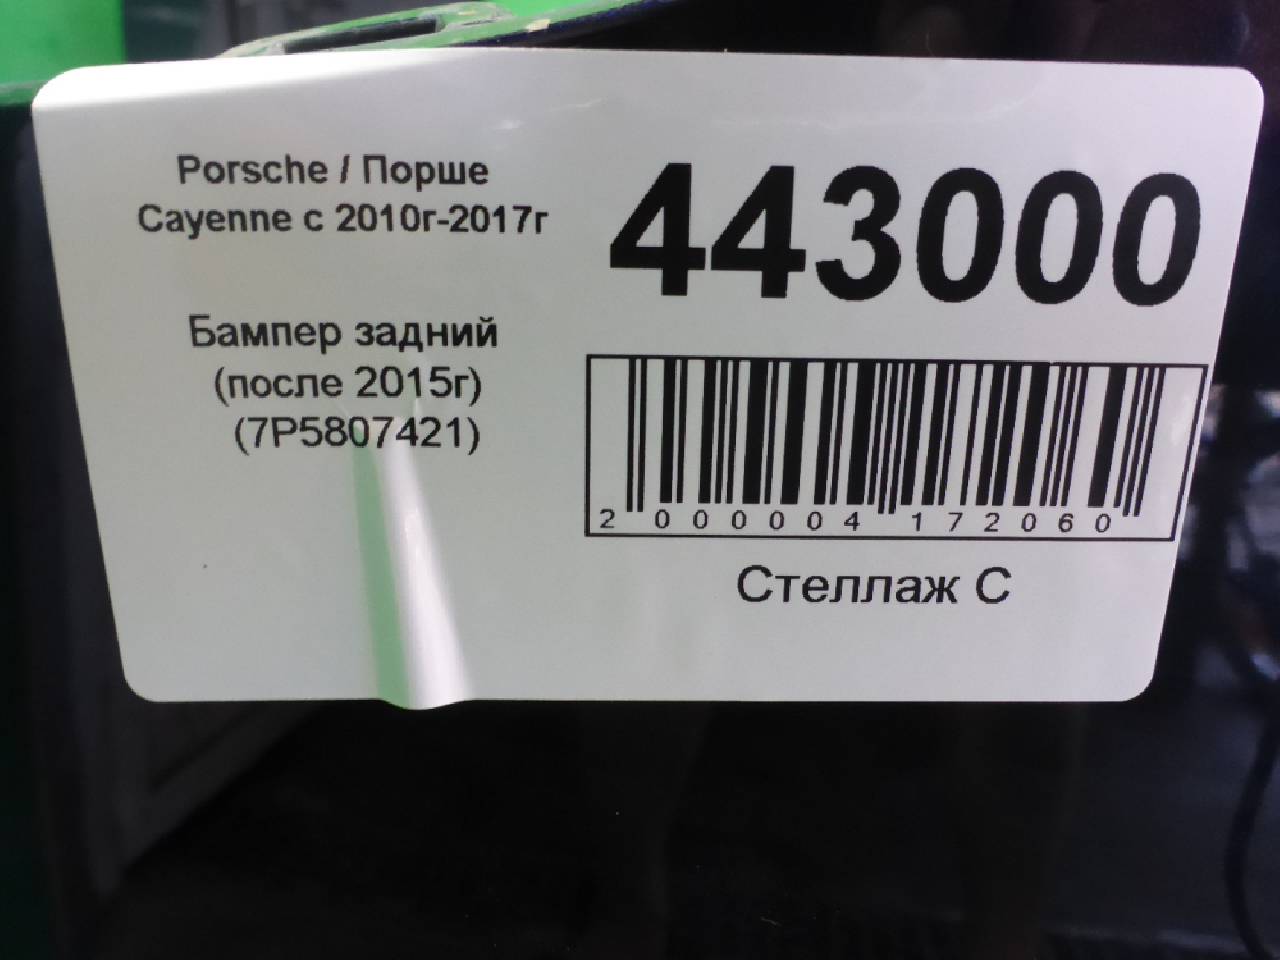 Porsche / Порше
Cayenne с 2010г-2017г
Бампер задний
(после 2015г)
(7P5807421)
443000
2 000004 172060
Стеллаж С